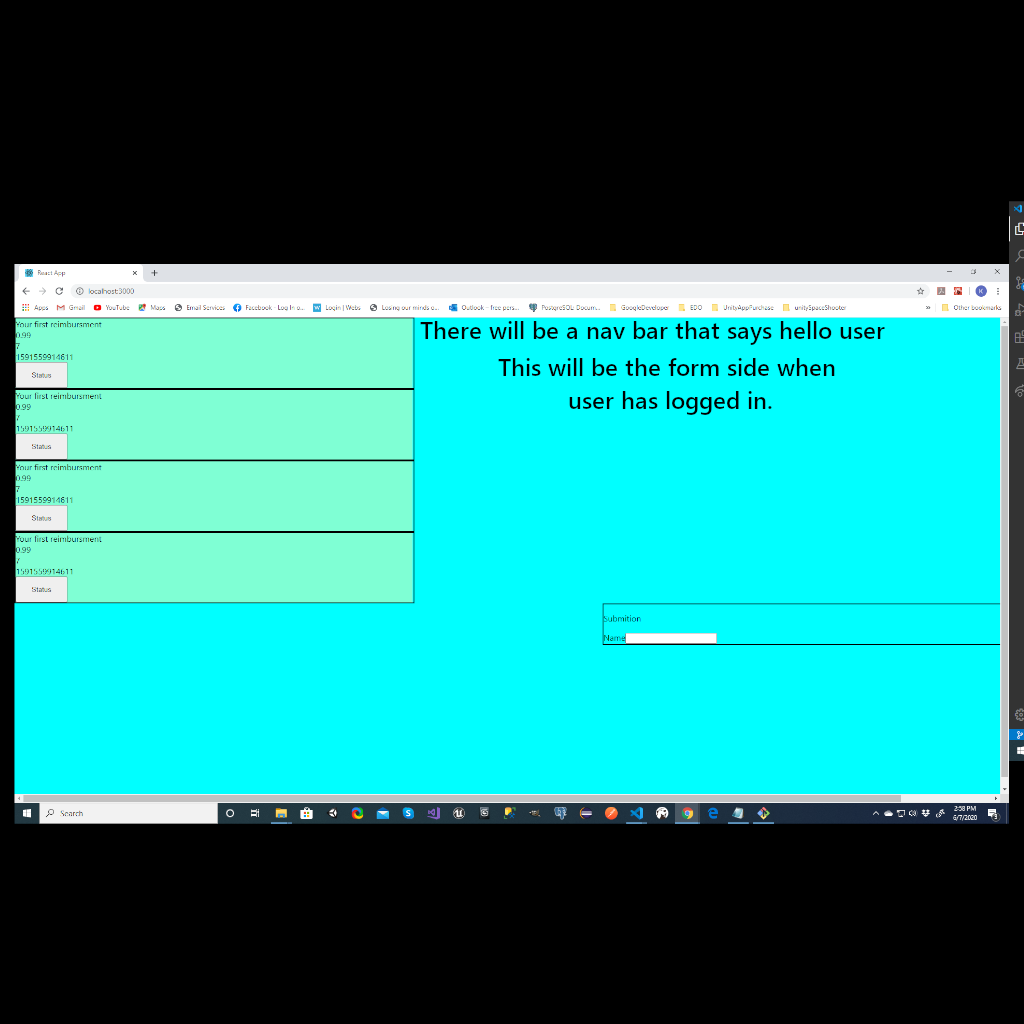 React App
localhost:3000
K
Apps
Gmail
YouTube
Maps
Email Services
Facebook - Log In o...
Login | Webs
Losing our minds o...
Outlook - free pers...
PostgreSQL: Docum...
GoogleDeveloper
EDO
UnityAppPurchase
unitySpaceShooter
»
Other bookmarks
There will be a nav bar that says hello user
This will be the form side when
user has logged in.
Your first reimbursment
0.99
7
1591559914611
Status
Your first reimbursment
0.99
7
1591559914611
Status
Your first reimbursment
0.99
7
1591559914611
Status
Your first reimbursment
0.99
7
1591559914611
Status
Submition
Name
Search
2:58 PM
6/7/2020
3